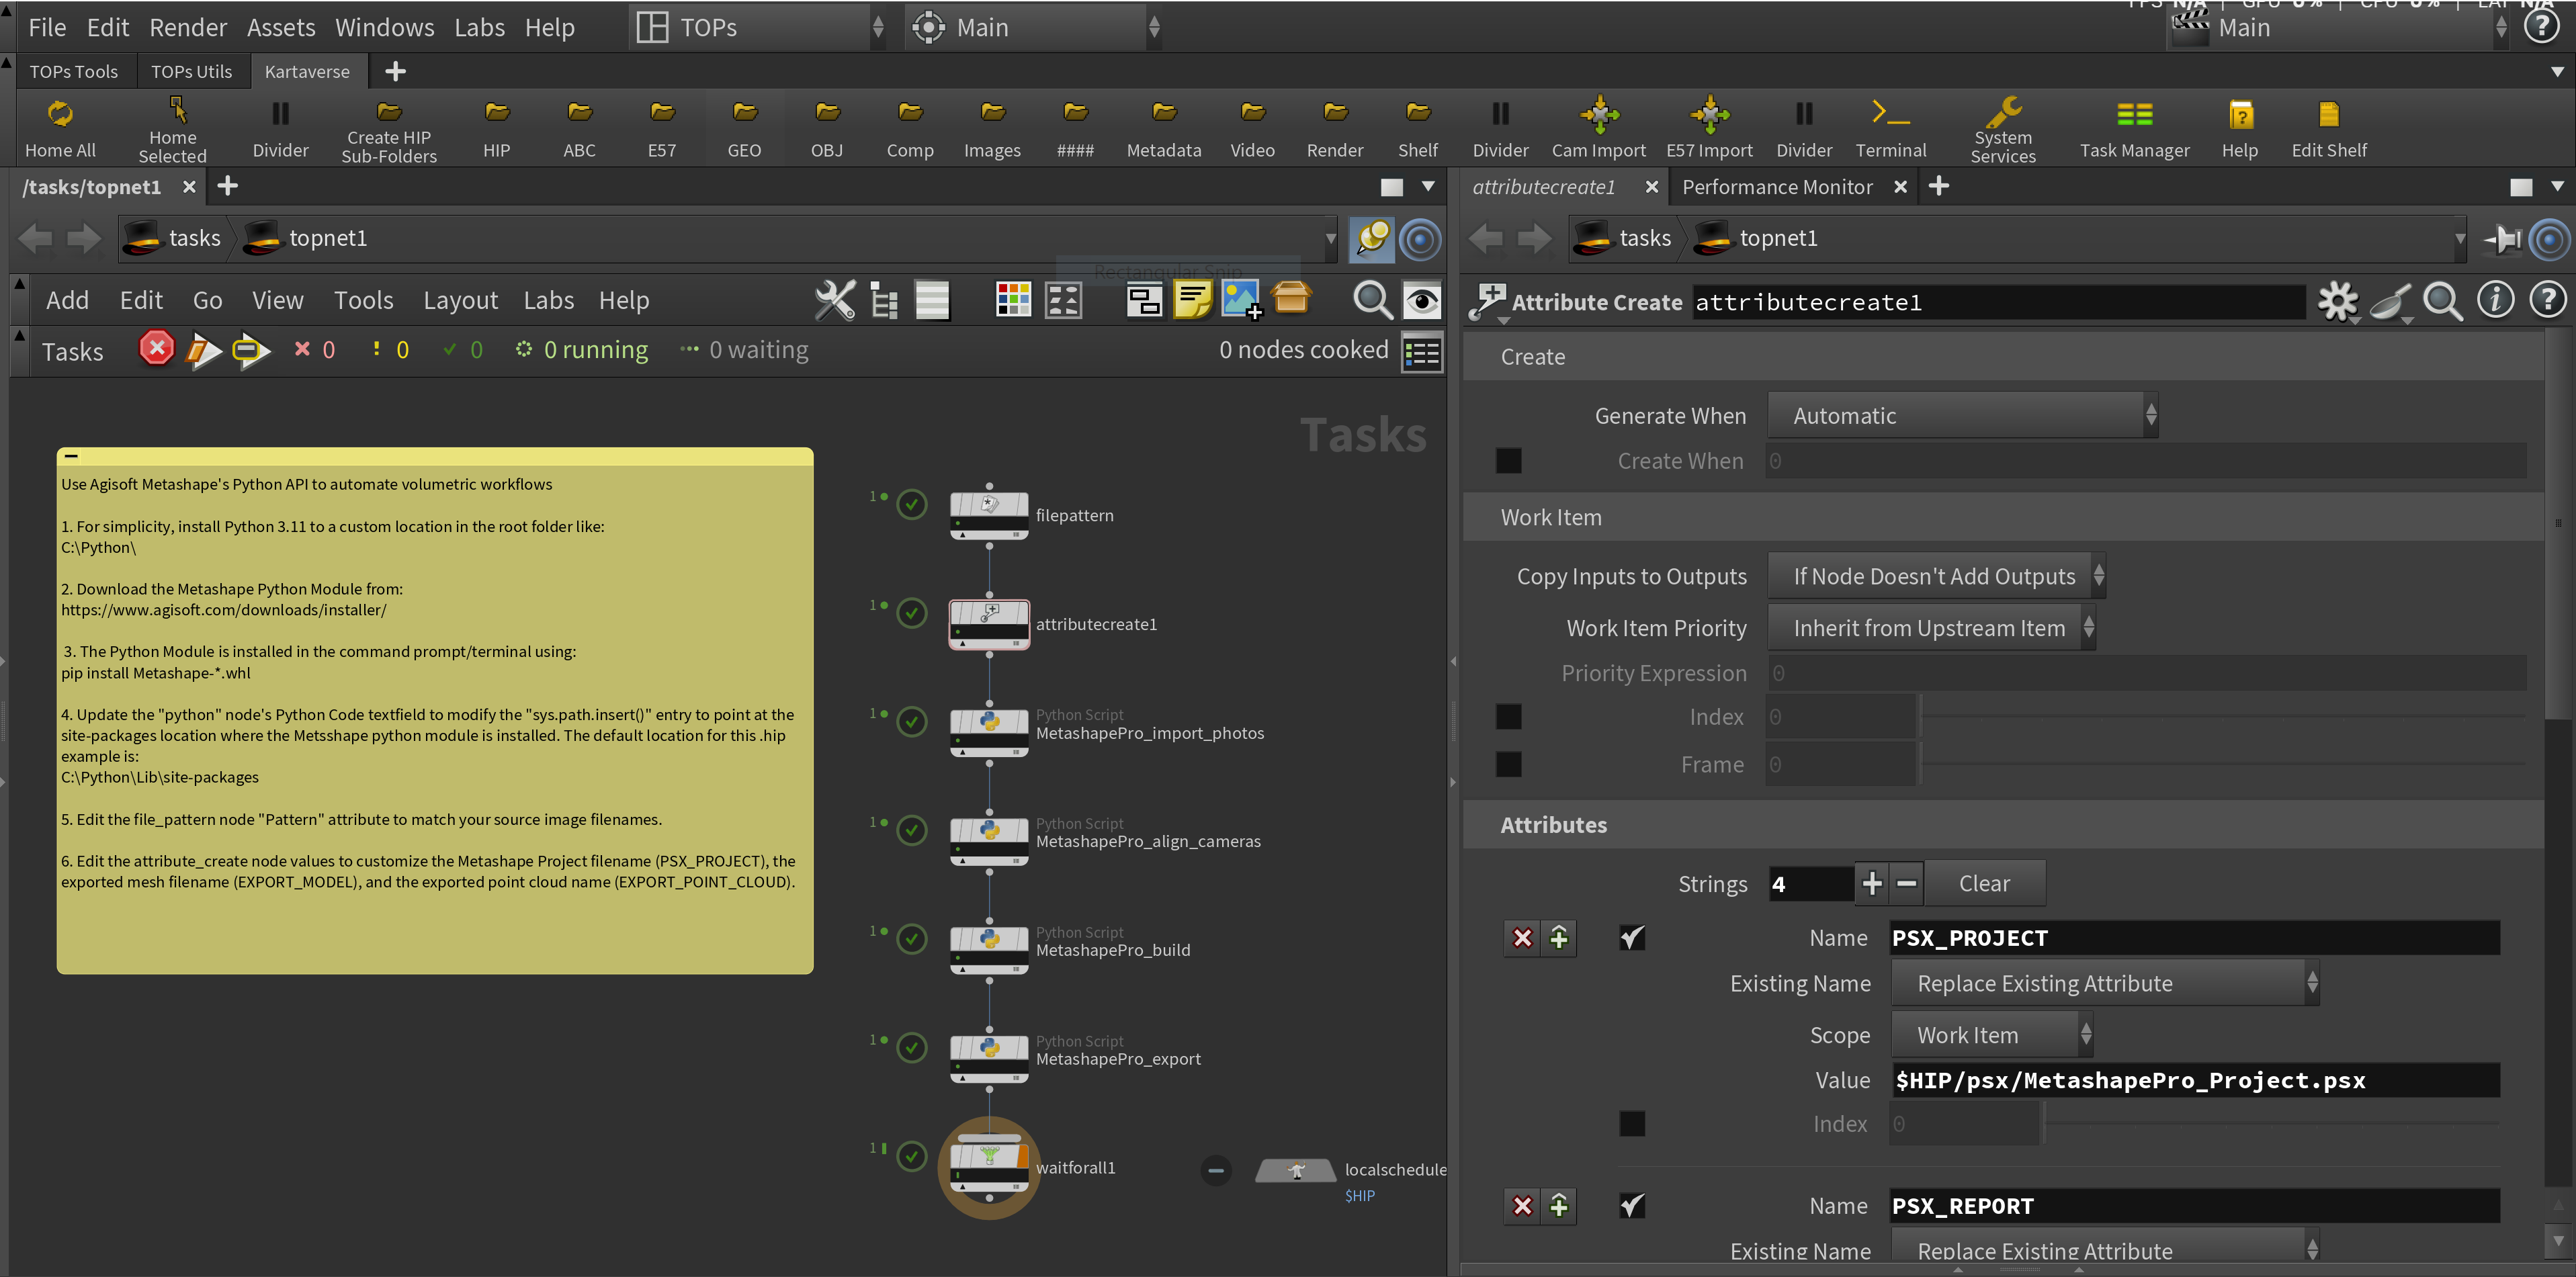 FPS N/A | GPU 0% | CPU 0% | LAT N/A
File Edit Render Assets Windows Labs Help TOPs Main Main
TOPs Tools TOPs Utils Kartaverse
Home All
Home Selected
Divider
Create HIP Sub-Folders
HIP
ABC
E57
GEO
OBJ
Comp
Images
####
Metadata
Video
Render
Shelf
Divider
Cam Import
E57 Import
Divider
Terminal
System Services
Task Manager
Help
Edit Shelf
/tasks/topnet1
tasks topnet1
Rectangular Snip
Add Edit Go View Tools Layout Labs Help
Tasks 0 0 0 0 running 0 waiting 0 nodes cooked
Tasks
Use Agisoft Metashape's Python API to automate volumetric workflows
1. For simplicity, install Python 3.11 to a custom location in the root folder like:
C:\Python\
2. Download the Metashape Python Module from:
https://www.agisoft.com/downloads/installer/
3. The Python Module is installed in the command prompt/terminal using:
pip install Metashape-*.whl
4. Update the "python" node's Python Code textfield to modify the "sys.path.insert()" entry to point at the
site-packages location where the Metsshape python module is installed. The default location for this .hip
example is:
C:\Python\Lib\site-packages
5. Edit the file_pattern node "Pattern" attribute to match your source image filenames.
6. Edit the attribute_create node values to customize the Metashape Project filename (PSX_PROJECT), the
exported mesh filename (EXPORT_MODEL), and the exported point cloud name (EXPORT_POINT_CLOUD).
1
filepattern
1
attributecreate1
1
Python Script
MetashapePro_import_photos
1
Python Script
MetashapePro_align_cameras
1
Python Script
MetashapePro_build
1
Python Script
MetashapePro_export
1
waitforall1
localschedule
$HIP
attributecreate1 Performance Monitor
tasks topnet1
Attribute Create attributecreate1
Create
Generate When Automatic
Create When 0
Work Item
Copy Inputs to Outputs If Node Doesn't Add Outputs
Work Item Priority Inherit from Upstream Item
Priority Expression 0
Index 0
Frame 0
Attributes
Strings 4 Clear
Name PSX_PROJECT
Existing Name Replace Existing Attribute
Scope Work Item
Value $HIP/psx/MetashapePro_Project.psx
Index 0
Name PSX_REPORT
Existing Name Replace Existing Attribute